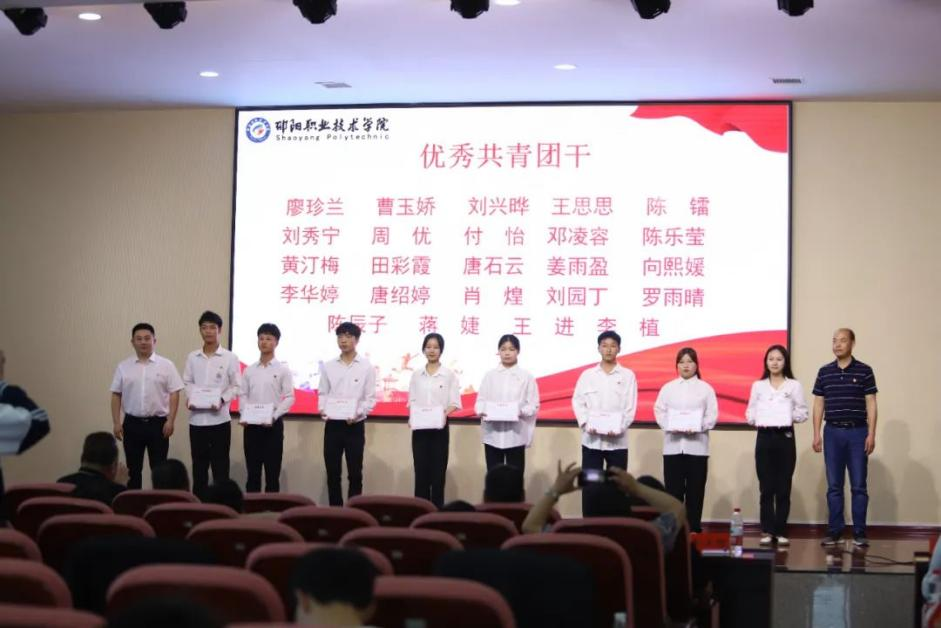 邵阳职业技术学院
Shaoyang Polytechnic
优秀共青团干
廖珍兰 曹玉娇 刘兴晔 王思思 陈 镭
刘秀宁 周 优 付 怡 邓凌容 陈乐莹
黄汀梅 田彩霞 唐石云 姜雨盈 向熙媛
李华婷 唐绍婷 肖 煌 刘园丁 罗雨晴
陈辰子 蒋 婕 王 进 李 植